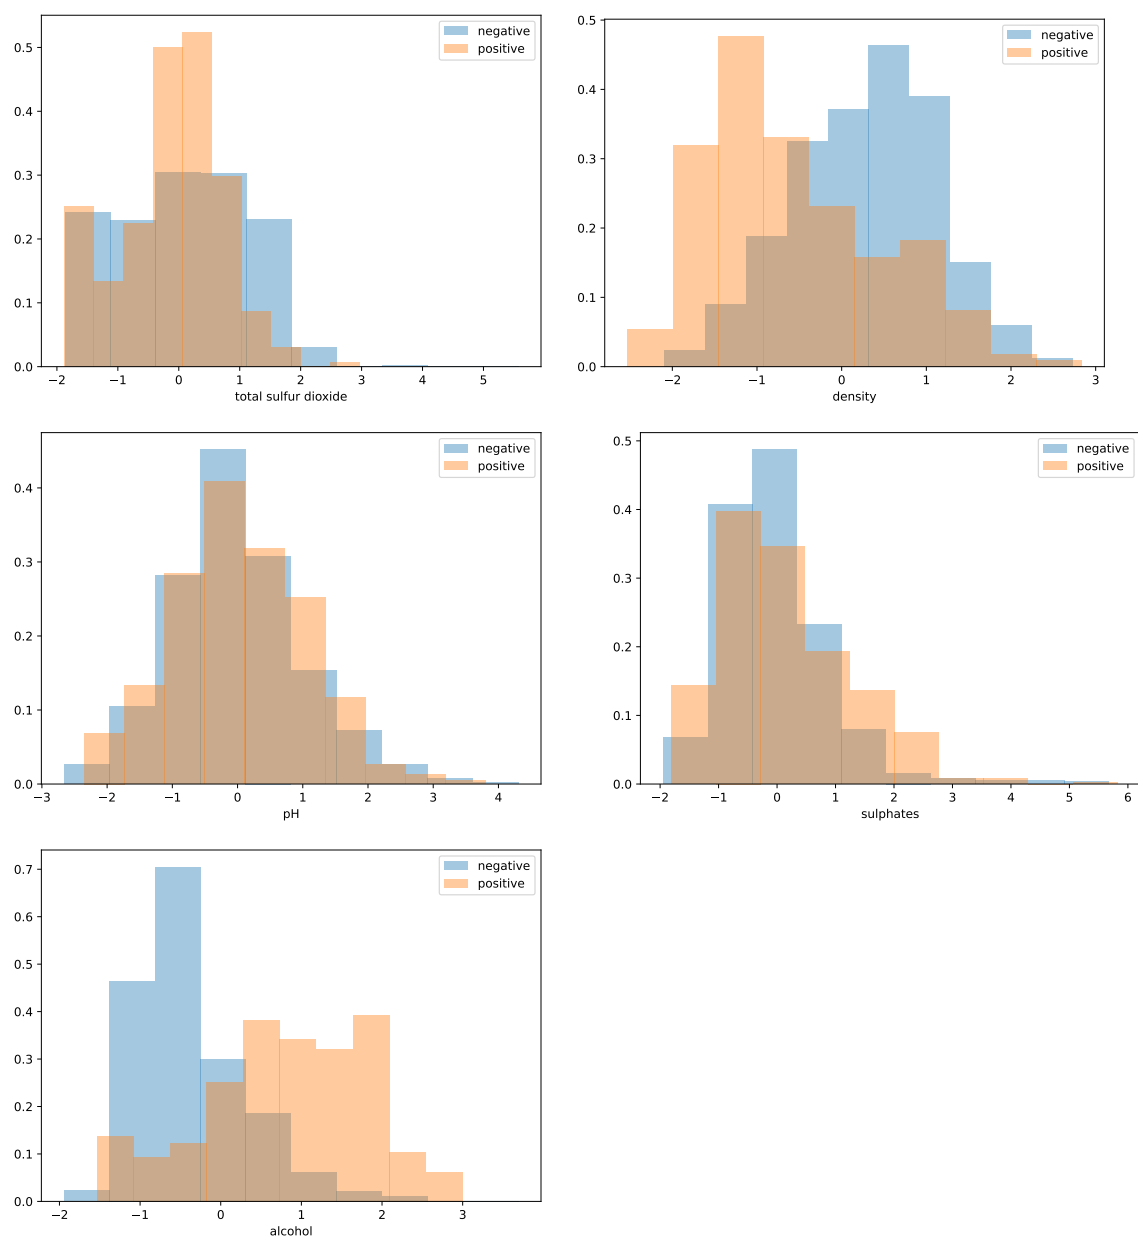 negative
positive
0.5
0.4
0.3
0.2
0.1
0.0
−2 −1 0 1 2 3 4 5
total sulfur dioxide
negative
positive
0.5
0.4
0.3
0.2
0.1
0.0
−2 −1 0 1 2 3
density
negative
positive
0.4
0.3
0.2
0.1
0.0
−3 −2 −1 0 1 2 3 4
pH
negative
positive
0.5
0.4
0.3
0.2
0.1
0.0
−2 −1 0 1 2 3 4 5 6
sulphates
negative
positive
0.7
0.6
0.5
0.4
0.3
0.2
0.1
0.0
−2 −1 0 1 2 3
alcohol